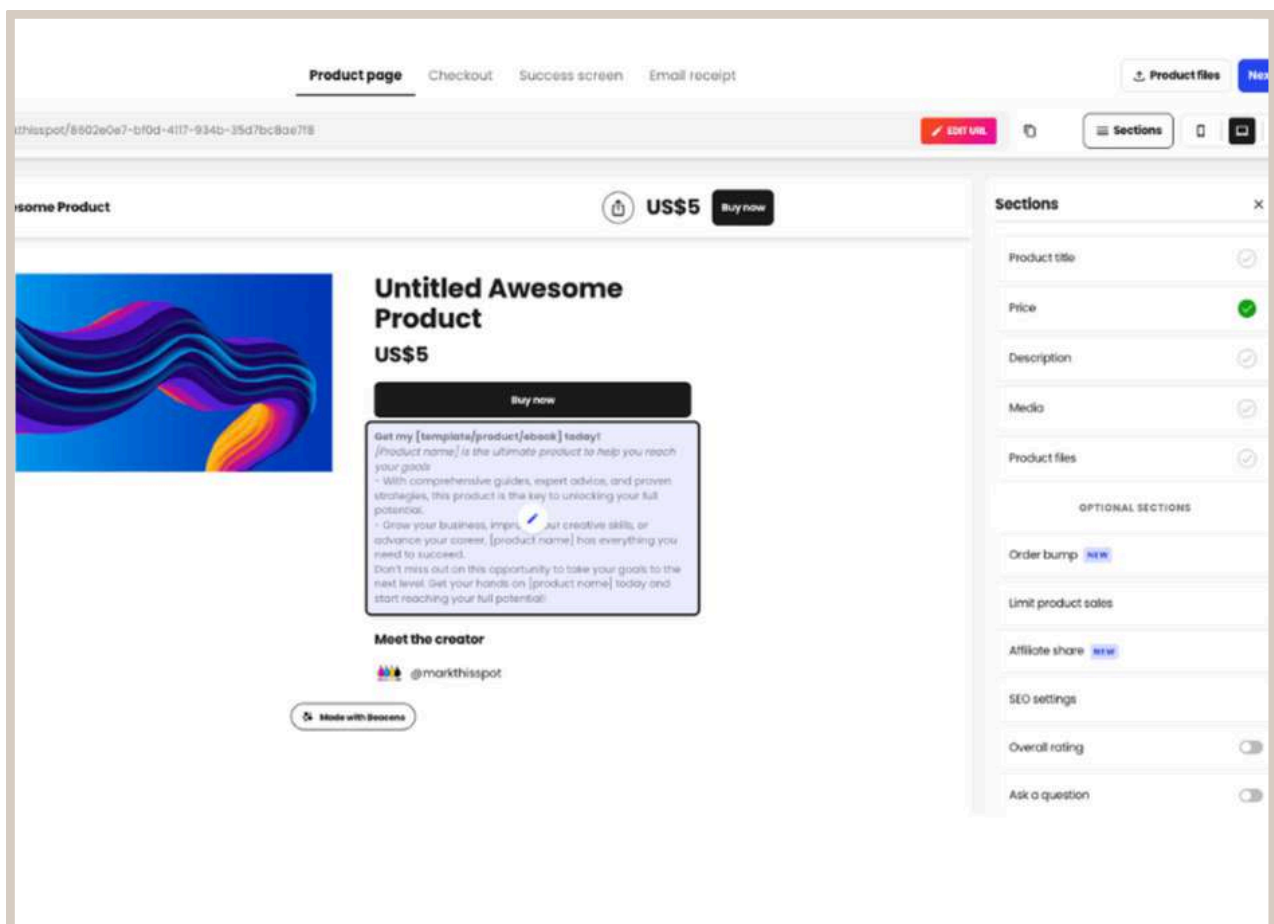 Product page
Checkout
Success screen
Email receipt
Product files
EDIT URL
Sections
Awesome Product
US$5
Buy now
Untitled Awesome
Product
US$5
Buy now
Get my [template/product/ebook] today!
[Product name] is the ultimate product to help you reach
your goals
- With comprehensive guides, expert advice, and proven
strategies, this product is the key to unlocking your full
potential.
- Grow your business, your creative skills, or
advance your career, [product name] has everything you
need to succeed.
Don't miss out on this opportunity to take your goals to the
next level. Get your hands on [product name] today and
start reaching your full potential!
Meet the creator
@markthisspot
Made with Beacons
Sections
Product title
Price
Description
Media
Product files
OPTIONAL SECTIONS
Order bump NEW
Limit product sales
Affiliate share NEW
SEO settings
Overall rating
Ask a question